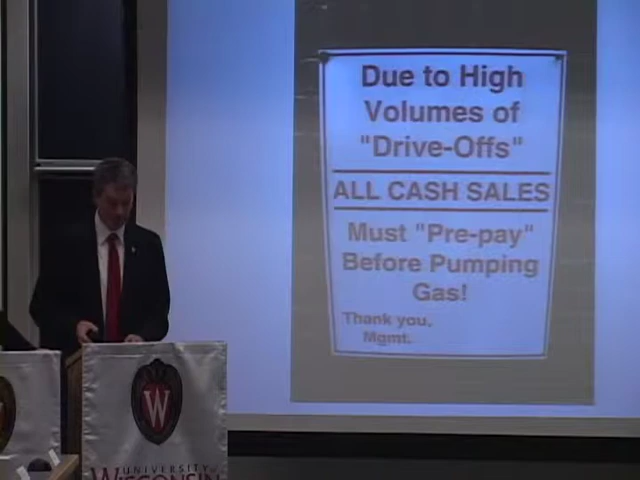 Due to High
Volumes of
"Drive-Offs"
ALL CASH SALES
Must "Pre-pay"
Before Pumping
Gas!
Thank you,
Mgmt.
W
UNIVERSITY of
WISCONSIN